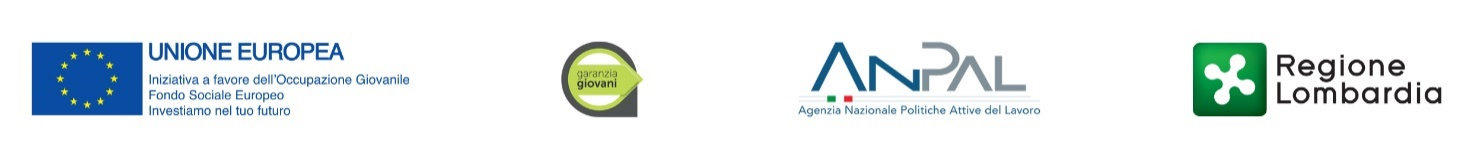 UNIONE EUROPEA
Iniziativa a favore dell'Occupazione Giovanile
Fondo Sociale Europeo
Investiamo nel tuo futuro
garanzia
giovani
ANPAL
Agenzia Nazionale Politiche Attive del Lavoro
Regione
Lombardia